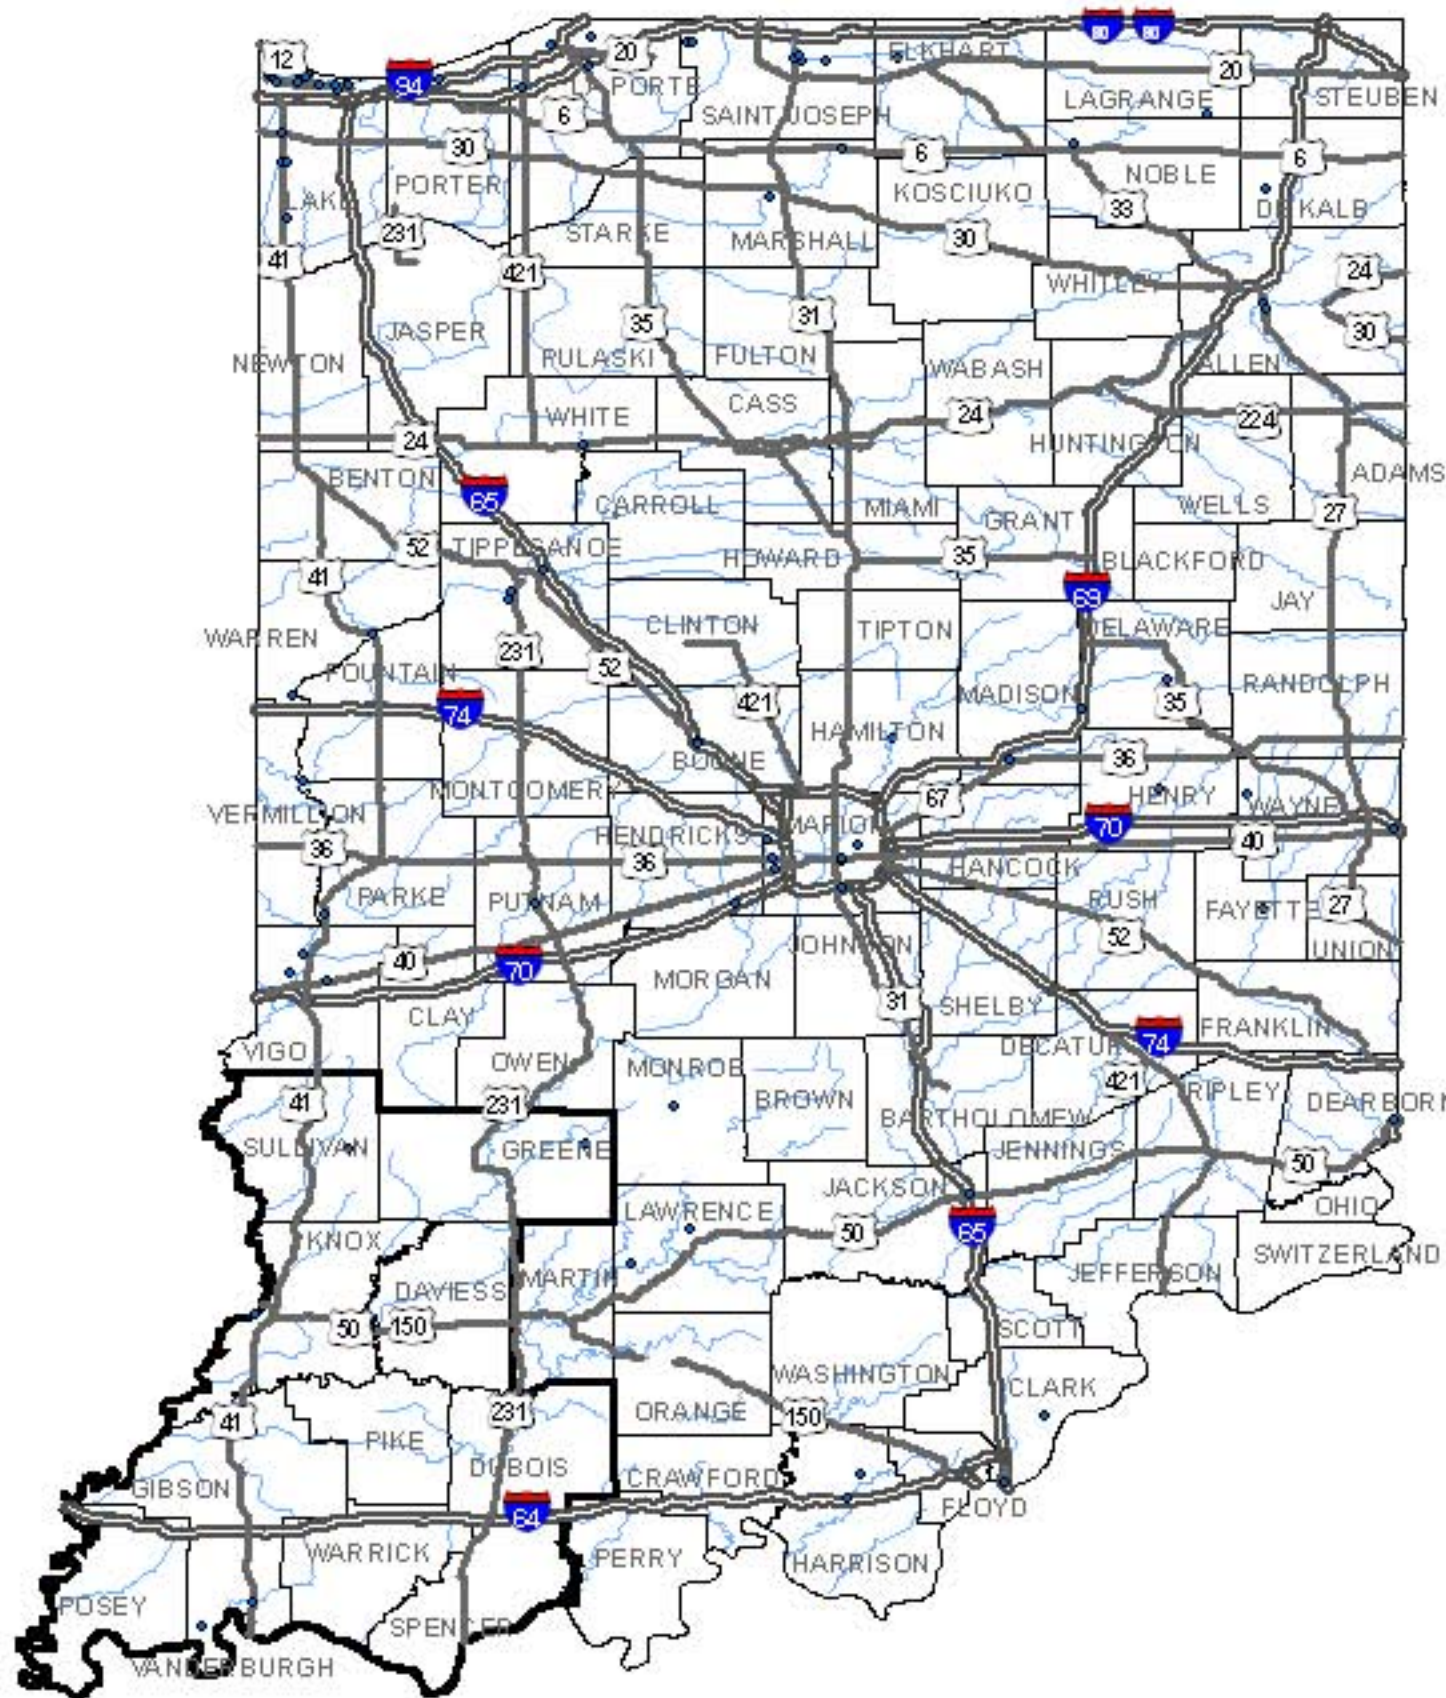 80 80
12
20
ELKHART
20
94
LA PORTE
LAGRANGE
STEUBEN
6
SAINT JOSEPH
30
6
6
PORTER
KOSCIUKO
NOBLE
LAKE
33
DE KALB
231
STARKE
MARSHALL
30
41
421
24
WHITLEY
35
31
30
JASPER
NEWTON
PULASKI
FULTON
WABASH
ALLEN
CASS
WHITE
24
224
24
HUNTINGTON
BENTON
ADAMS
65
CARROLL
MIAMI
WELLS
GRANT
27
52
TIPPECANOE
HOWARD
35
BLACKFORD
41
69
JAY
CLINTON
TIPTON
DELAWARE
WARREN
231
52
FOUNTAIN
MADISON
RANDOLPH
74
421
35
HAMILTON
BOONE
36
MONTGOMERY
67
HENRY
WAYNE
VERMILLION
MARION
70
HENDRICKS
40
36
36
HANCOCK
PARKE
PUTNAM
RUSH
FAYETTE
27
52
JOHNSON
UNION
40
70
MORGAN
31
SHELBY
CLAY
FRANKLIN
74
VIGO
DECATUR
OWEN
MONROE
421
RIPLEY
41
231
BROWN
DEARBORN
BARTHOLOMEW
SULLIVAN
GREENE
JENNINGS
50
JACKSON
LAWRENCE
OHIO
50
65
KNOX
SWITZERLAND
MARTIN
JEFFERSON
DAVIESS
50
150
SCOTT
WASHINGTON
CLARK
41
231
ORANGE
150
PIKE
DUBOIS
CRAWFORD
GIBSON
64
FLOYD
WARRICK
PERRY
HARRISON
POSEY
SPENCER
VANDERBURGH